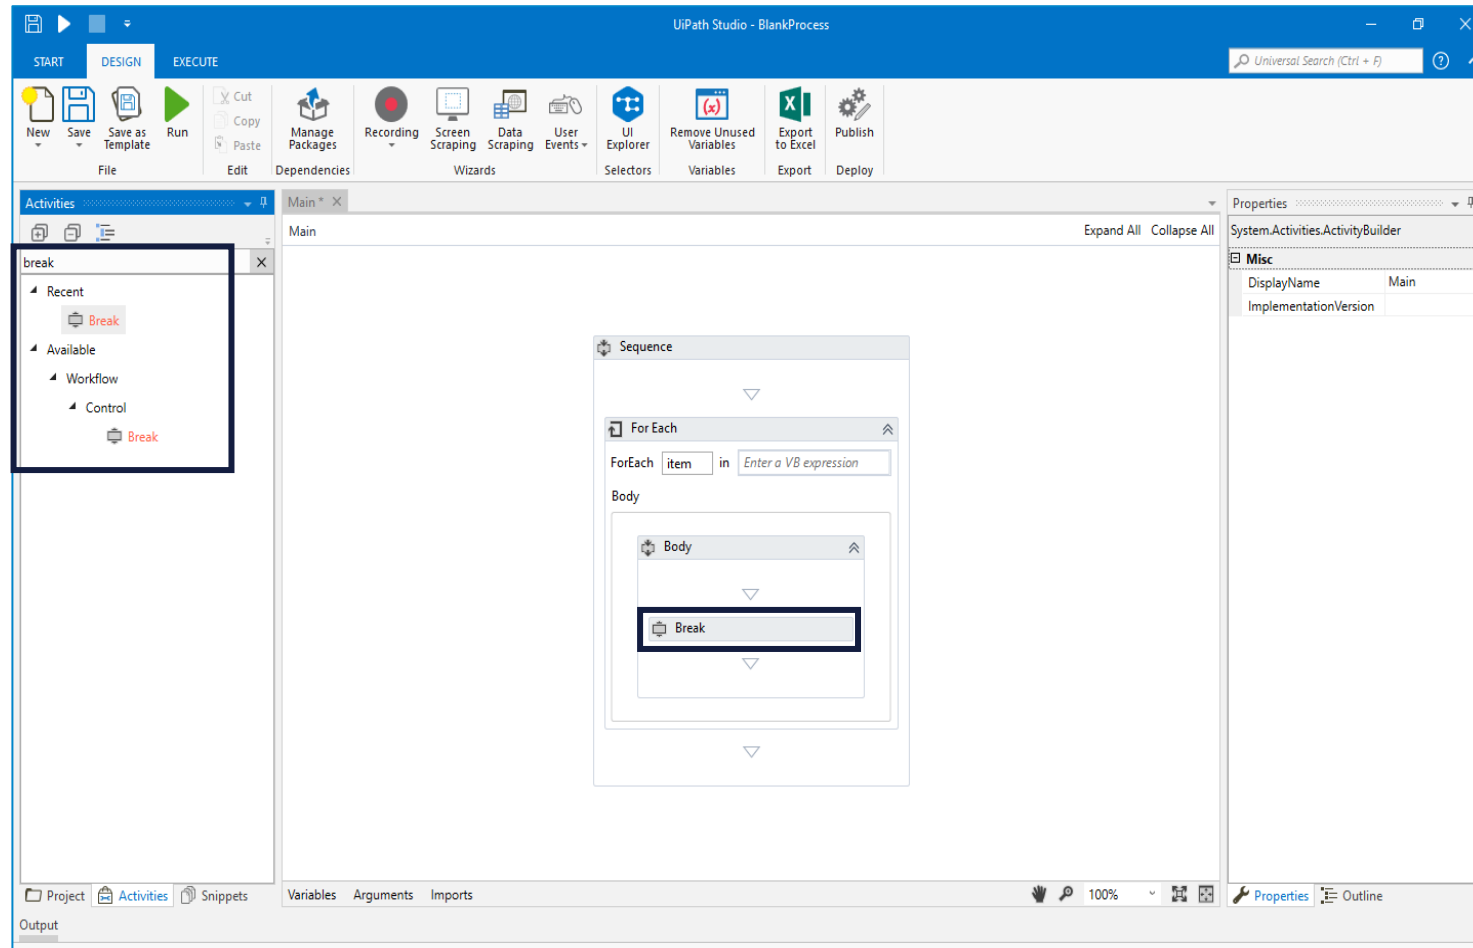 UiPath Studio - BlankProcess
START DESIGN EXECUTE
Universal Search (Ctrl + F)
New
Save
Save as Template
Run
Cut
Copy
Paste
Manage Packages
Recording
Screen Scraping
Data Scraping
User Events
UI Explorer
Remove Unused Variables
Export to Excel
Publish
File
Edit
Dependencies
Wizards
Selectors
Variables
Export
Deploy
Activities
break
Recent
Break
Available
Workflow
Control
Break
Main *
Main
Expand All Collapse All
Sequence
For Each
ForEach item in Enter a VB expression
Body
Body
Break
Properties
System.Activities.ActivityBuilder
Misc
DisplayName Main
ImplementationVersion
Project Activities Snippets
Variables Arguments Imports
100%
Properties Outline
Output